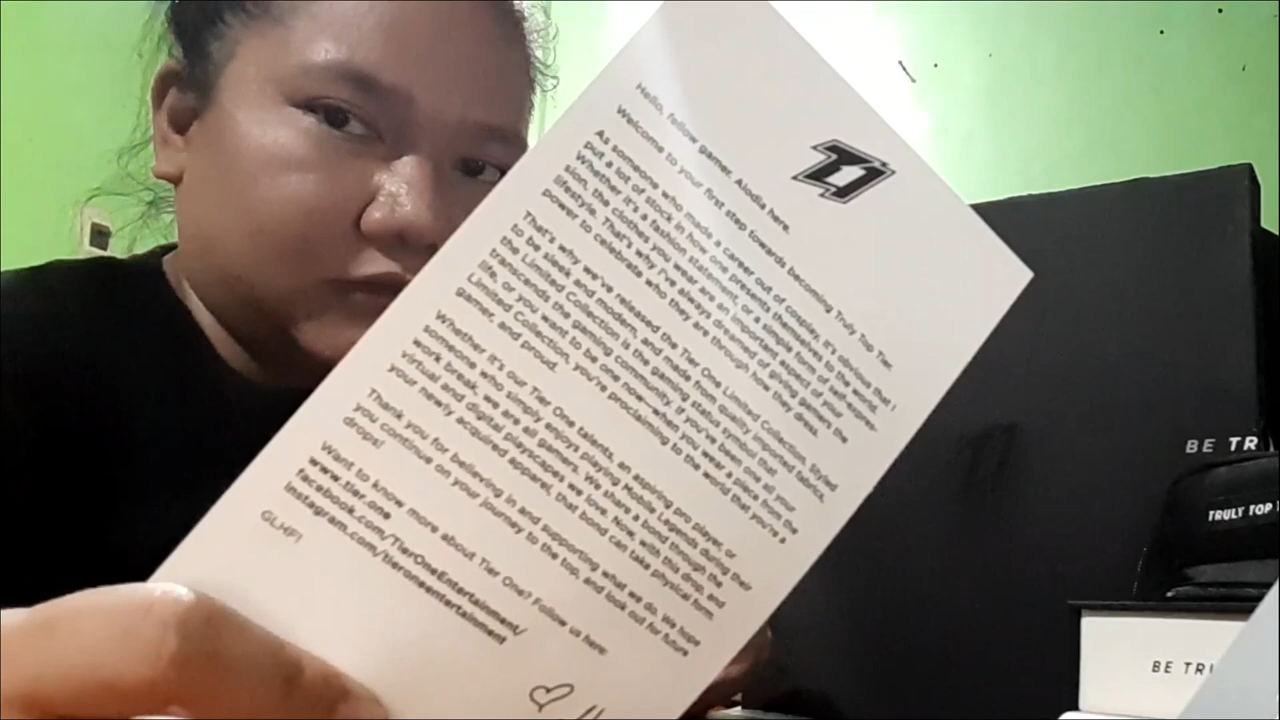 T1
Hello, fellow gamer. Alodia here.
Welcome to your first step towards becoming Truly Top Tier.
As someone who made a career out of cosplay, it's obvious that I
put a lot of stock in how one presents themselves to the world.
Whether it's a fashion statement, or a simple form of self-expres-
sion, the clothes you wear are an important aspect of your
lifestyle. That's why I've always dreamed of giving gamers the
power to celebrate who they are through how they dress.
That's why we've released the Tier One Limited Collection. Styled
to be sleek and modern, and made from quality, imported fabrics,
the Limited Collection is the gaming status symbol that
transcends the gaming community. If you've been one all your
life, or you want to be one now—when you wear a piece from the
Limited Collection, you're proclaiming to the world that you're a
gamer, and proud.
Whether it's our Tier One talents, an aspiring pro player, or
someone who simply enjoys playing Mobile Legends during their
work break, we are all gamers. We share a bond through the
virtual and digital playscapes we love. Now, with this drop, and
your newly acquired apparel, that bond can take physical form.
Thank you for believing in and supporting what we do. We hope
you continue on your journey to the top, and look out for future
drops!
Want to know more about Tier One? Follow us here:
www.tier.one
facebook.com/TierOneEntertainment/
instagram.com/tieroneentertainment
GLHF!
BE TR
TRULY TOP
BE TRU